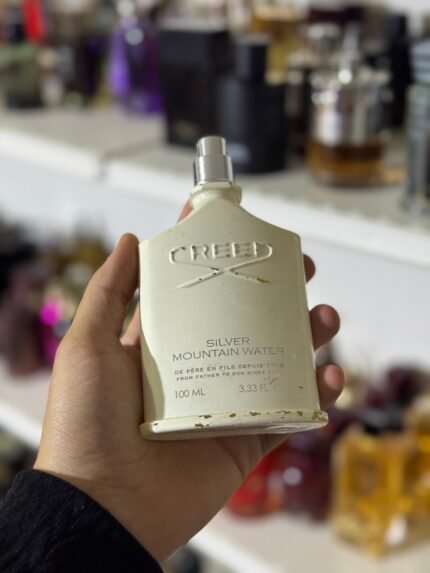 CREED
SILVER
MOUNTAIN WATER
DE PÈRE EN FILS DEPUIS
FROM FATHER TO SON SINCE
100 ML 3.33 FL